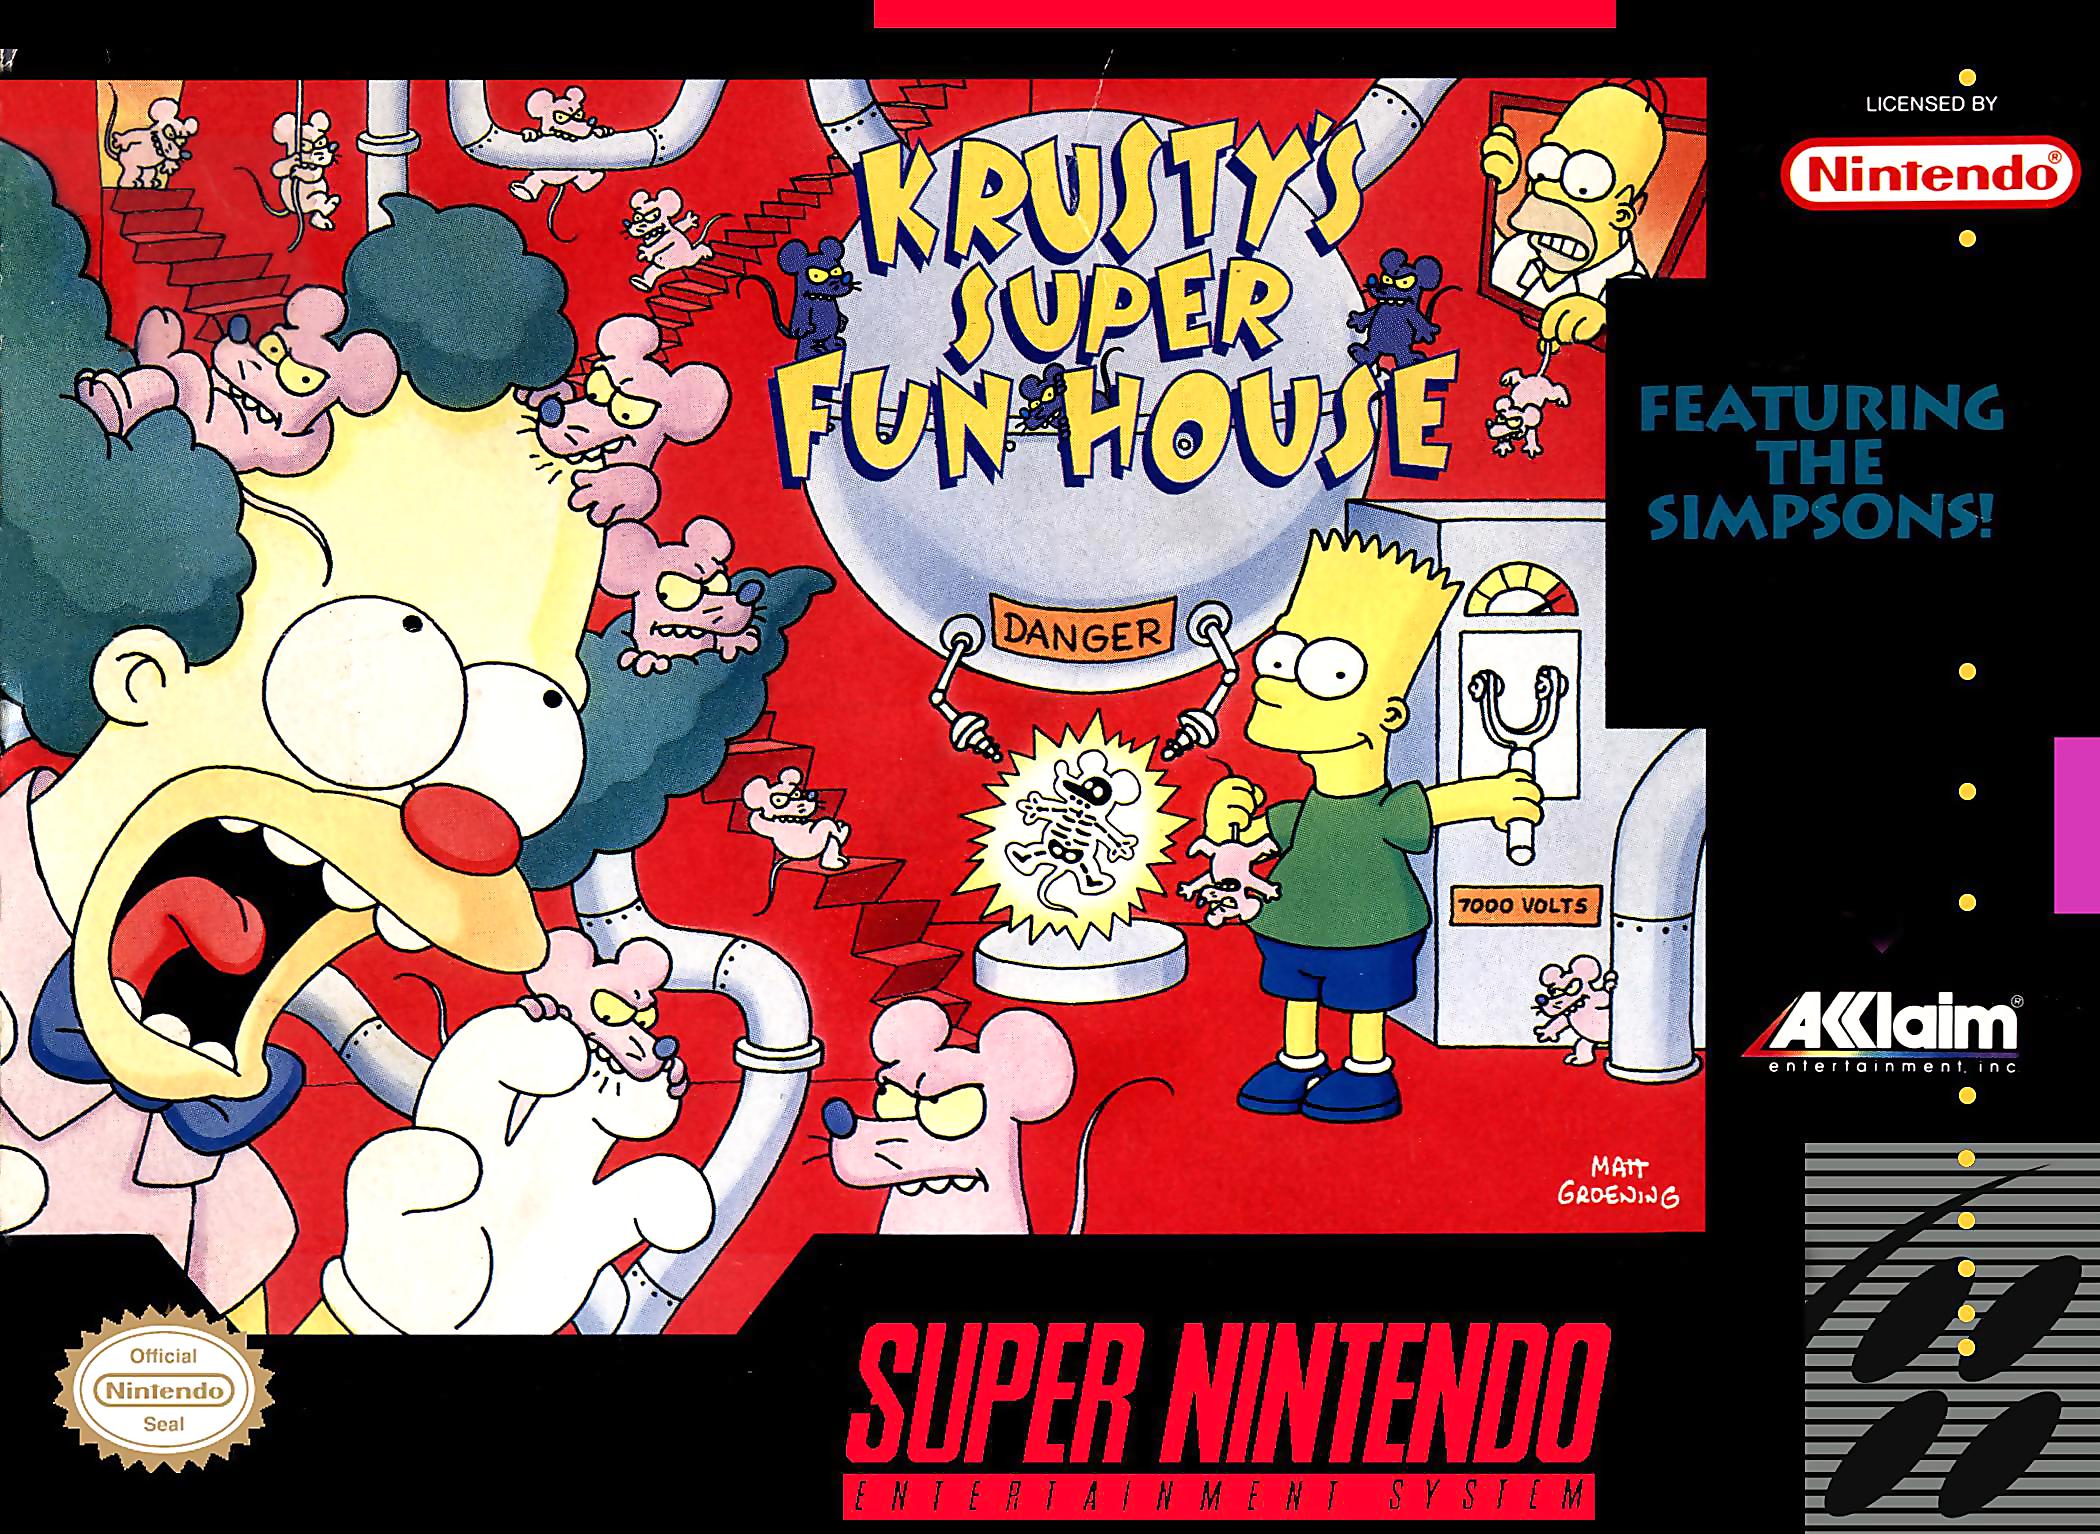 LICENSED BY
Nintendo®
KRUSTY'S
SUPER
FUN HOUSE
FEATURING
THE
SIMPSONS!
DANGER
7000 VOLTS
AKKlaim®
entertainment, inc.
MATT
GROENING
Official
Nintendo
Seal
SUPER NINTENDO
ENTERTAINMENT SYSTEM